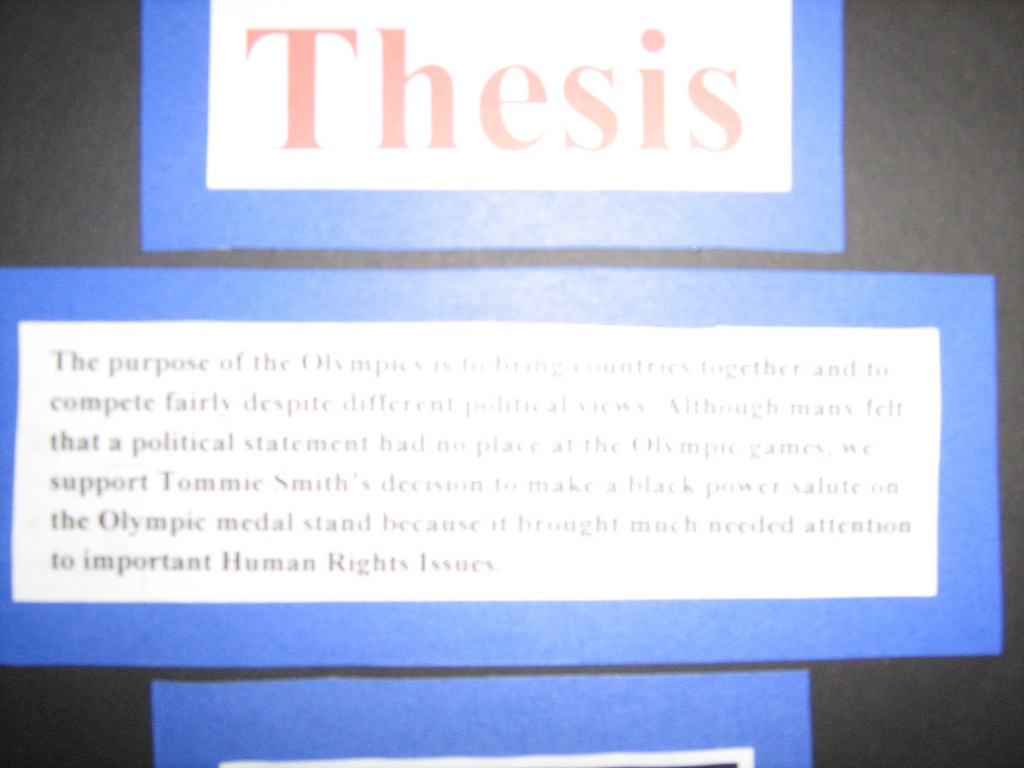 Thesis
The purpose of the Olympics is to bring countries together and to
compete fairly despite different political views. Although many felt
that a political statement had no place at the Olympic games, we
support Tommie Smith's decision to make a black power salute on
the Olympic medal stand because it brought much needed attention
to important Human Rights Issues.